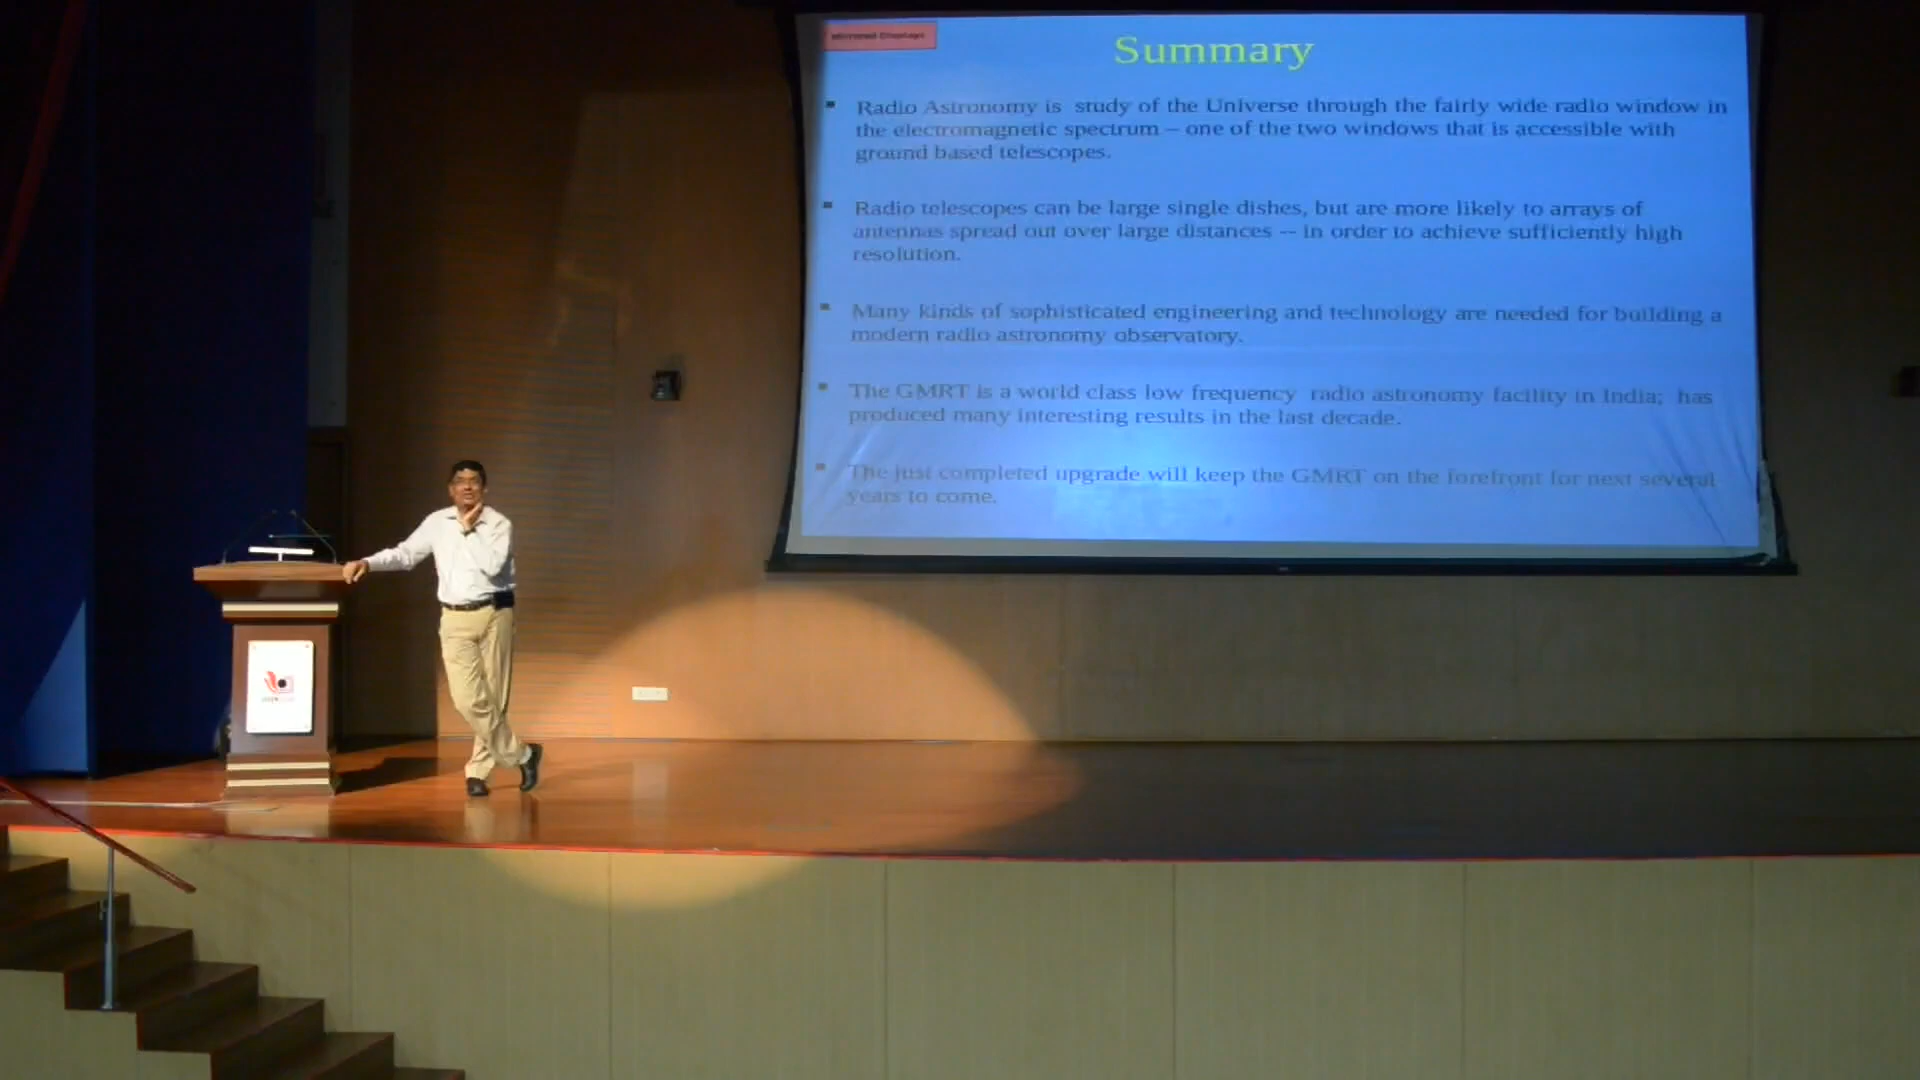 Mirrored Displays
Summary
Radio Astronomy is study of the Universe through the fairly wide radio window in
the electromagnetic spectrum – one of the two windows that is accessible with
ground based telescopes.
Radio telescopes can be large single dishes, but are more likely to arrays of
antennas spread out over large distances -- in order to achieve sufficiently high
resolution.
Many kinds of sophisticated engineering and technology are needed for building a
modern radio astronomy observatory.
The GMRT is a world class low frequency radio astronomy facility in India; has
produced many interesting results in the last decade.
The just completed upgrade will keep the GMRT on the forefront for next several
years to come.